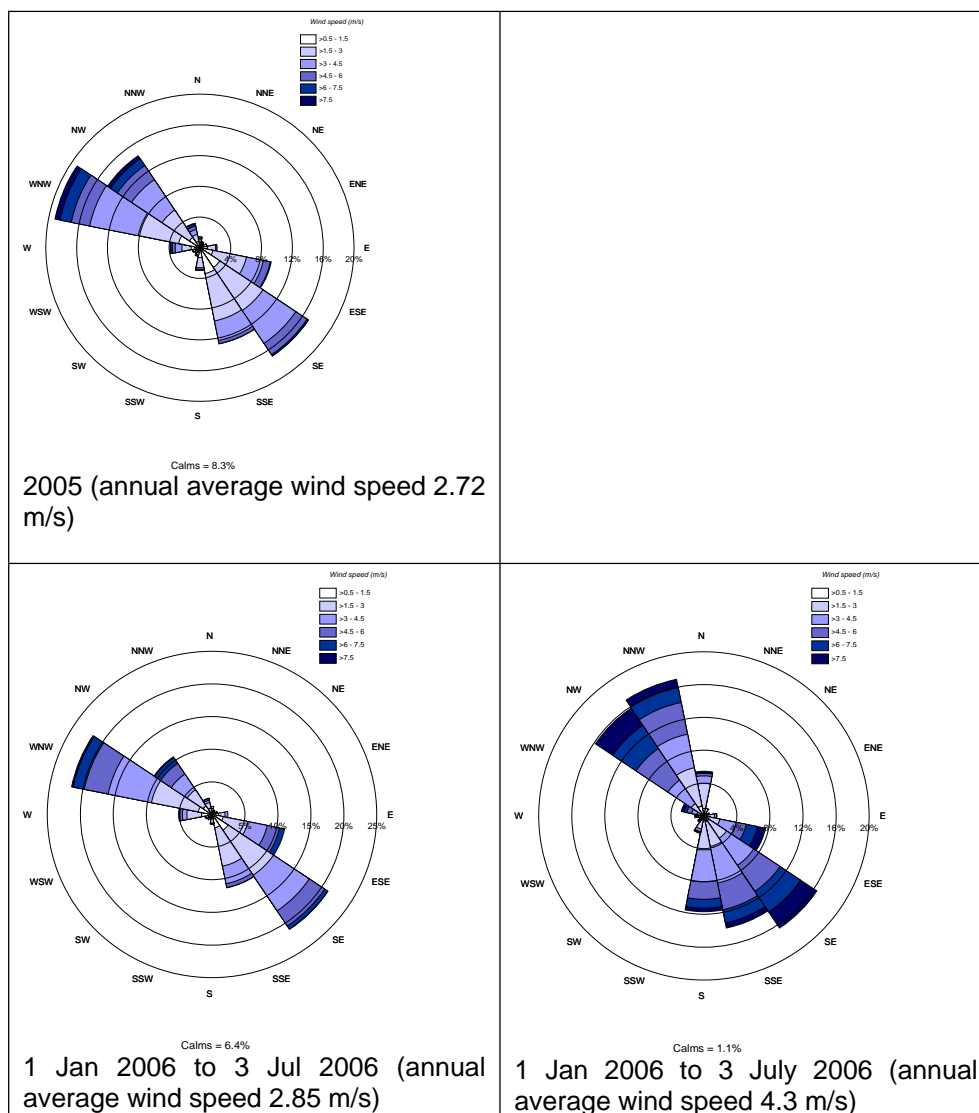 Wind speed (m/s)
>0.5 - 1.5
>1.5 - 3
>3 - 4.5
>4.5 - 6
>6 - 7.5
>7.5
N
NNW
NNE
NW
NE
WNW
ENE
W
E
4% 8% 12% 16% 20%
WSW
ESE
SW
SE
SSW
SSE
S
Calms = 8.3%
2005 (annual average wind speed 2.72
m/s)
Wind speed (m/s)
>0.5 - 1.5
>1.5 - 3
>3 - 4.5
>4.5 - 6
>6 - 7.5
>7.5
N
NNW
NNE
NW
NE
WNW
ENE
W
E
5% 10% 15% 20% 25%
WSW
ESE
SW
SE
SSW
SSE
S
Calms = 6.4%
1 Jan 2006 to 3 Jul 2006 (annual
average wind speed 2.85 m/s)
Wind speed (m/s)
>0.5 - 1.5
>1.5 - 3
>3 - 4.5
>4.5 - 6
>6 - 7.5
>7.5
N
NNW
NNE
NW
NE
WNW
ENE
W
E
4% 8% 12% 16% 20%
WSW
ESE
SW
SE
SSW
SSE
S
Calms = 1.1%
1 Jan 2006 to 3 July 2006 (annual
average wind speed 4.3 m/s)